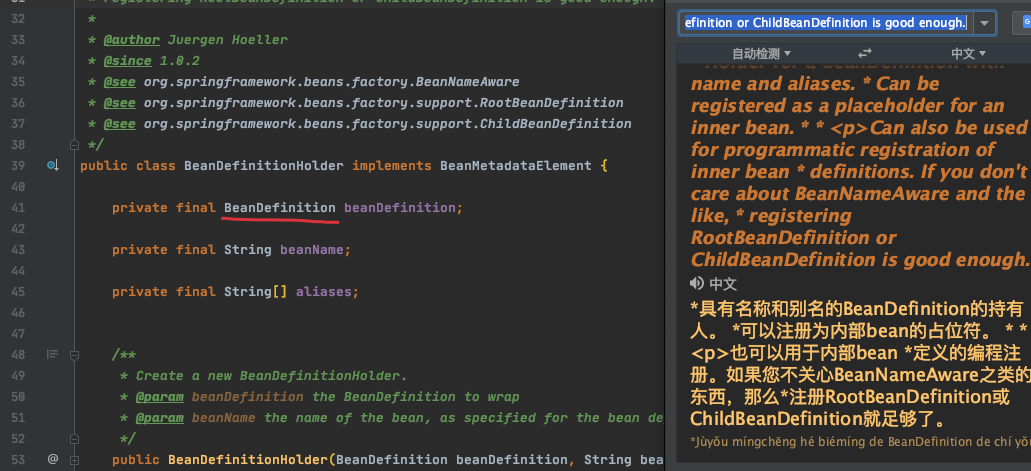 31 * registering RootBeanDefinition or ChildBeanDefinition is good enough.
32 *
33 * @author Juergen Hoeller
34 * @since 1.0.2
35 * @see org.springframework.beans.factory.BeanNameAware
36 * @see org.springframework.beans.factory.support.RootBeanDefinition
37 * @see org.springframework.beans.factory.support.ChildBeanDefinition
38 */
39 public class BeanDefinitionHolder implements BeanMetadataElement {
40
41 private final BeanDefinition beanDefinition;
42
43 private final String beanName;
44
45 private final String[] aliases;
46
47
48 /**
49 * Create a new BeanDefinitionHolder.
50 * @param beanDefinition the BeanDefinition to wrap
51 * @param beanName the name of the bean, as specified for the bean de
52 */
53 @ public BeanDefinitionHolder(BeanDefinition beanDefinition, String bea
efinition or ChildBeanDefinition is good enough.
自动检测 中文
Holder for a BeanDefinition with
name and aliases. * Can be
registered as a placeholder for an
inner bean. * * <p>Can also be used
for programmatic registration of
inner bean * definitions. If you don't
care about BeanNameAware and the
like, * registering
RootBeanDefinition or
ChildBeanDefinition is good enough.
中文
*具有名称和别名的BeanDefinition的持有
人。 *可以注册为内部bean的占位符。 * *
<p>也可以用于内部bean *定义的编程注
册。如果您不关心BeanNameAware之类的
东西，那么*注册RootBeanDefinition或
ChildBeanDefinition就足够了。
*Jùyǒu míngchēng hé biémíng de BeanDefinition de chí yǒu